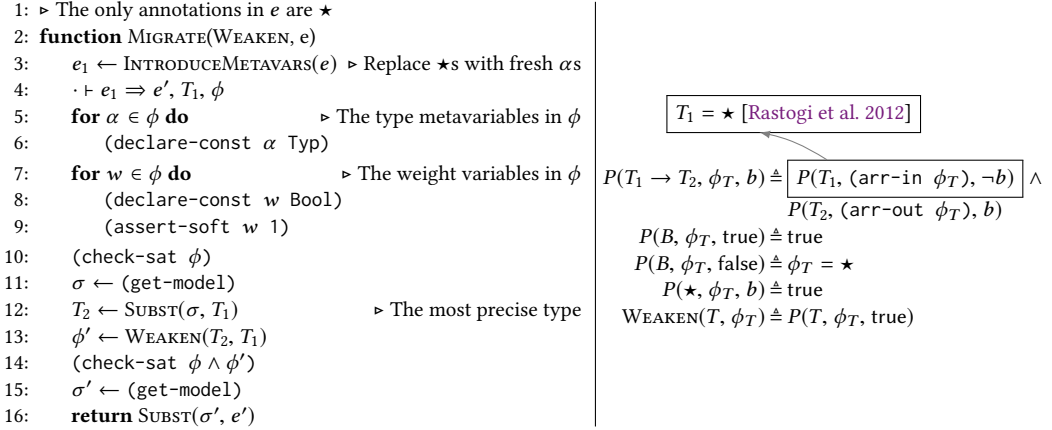 1: ▹ The only annotations in e are ★
2: function MIGRATE(WEAKEN, e)
3: e₁ ← INTRODUCEMETAVARS(e) ▹ Replace ★s with fresh αs
4: · ⊢ e₁ ⇒ e′, T₁, ϕ
5: for α ∈ ϕ do ▹ The type metavariables in ϕ
6: (declare-const α Typ)
7: for w ∈ ϕ do ▹ The weight variables in ϕ
8: (declare-const w Bool)
9: (assert-soft w 1)
10: (check-sat ϕ)
11: σ ← (get-model)
12: T₂ ← SUBST(σ, T₁) ▹ The most precise type
13: ϕ′ ← WEAKEN(T₂, T₁)
14: (check-sat ϕ ∧ ϕ′)
15: σ′ ← (get-model)
16: return SUBST(σ′, e′)
T₁ = ★ [Rastogi et al. 2012]
P(T₁ → T₂, ϕ_T, b) ≜ P(T₁, (arr-in ϕ_T), ¬b) ∧
P(T₂, (arr-out ϕ_T), b)
P(B, ϕ_T, true) ≜ true
P(B, ϕ_T, false) ≜ ϕ_T = ★
P(★, ϕ_T, b) ≜ true
WEAKEN(T, ϕ_T) ≜ P(T, ϕ_T, true)